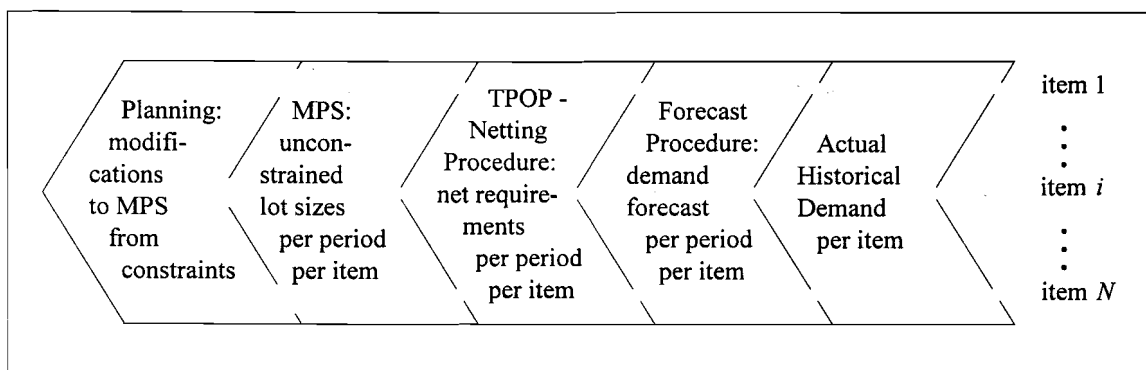 Planning:
modifi-
cations
to MPS
from
constraints
MPS:
uncon-
strained
lot sizes
per period
per item
TPOP -
Netting
Procedure:
net require-
ments
per period
per item
Forecast
Procedure:
demand
forecast
per period
per item
Actual
Historical
Demand
per item
item 1
item i
item N